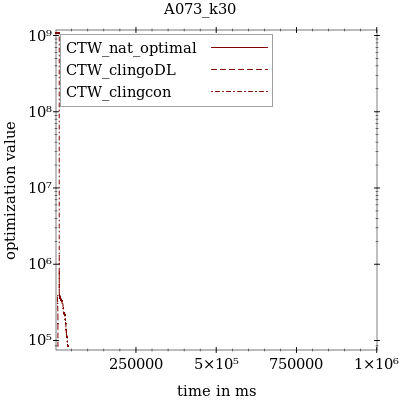 A073_k30
optimization value
10⁹
10⁸
10⁷
10⁶
10⁵
CTW_nat_optimal
CTW_clingoDL
CTW_clingcon
250000 5×10⁵ 750000 1×10⁶
time in ms